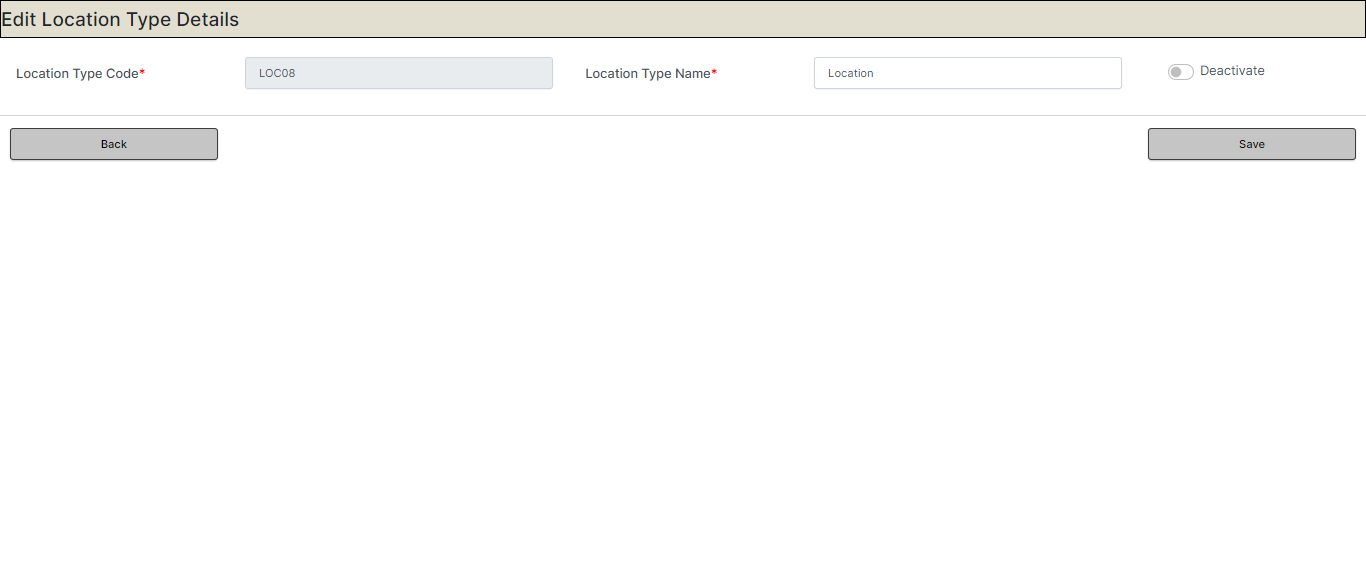 Edit Location Type Details
Location Type Code* LOC08 Location Type Name* Location Deactivate
Back Save